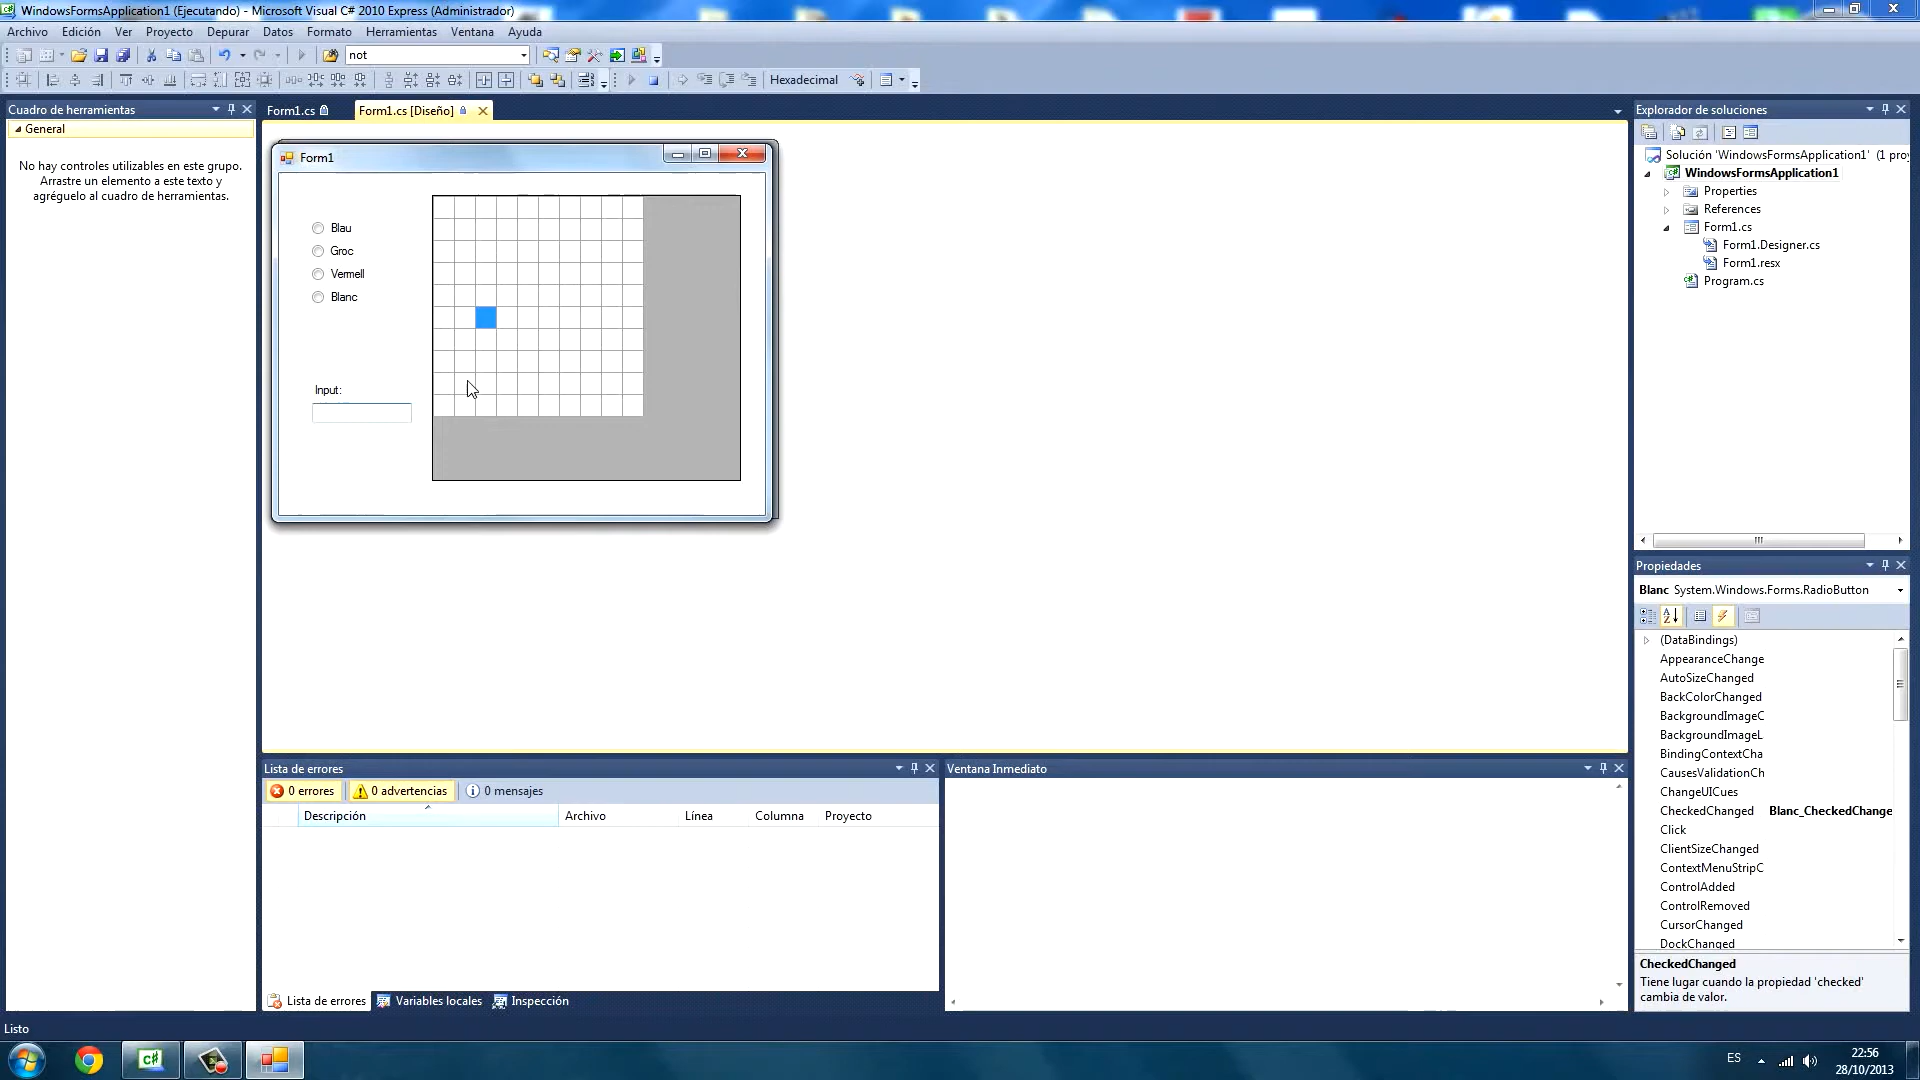 WindowsFormsApplication1 (Ejecutando) - Microsoft Visual C# 2010 Express (Administrador)
Archivo Edición Ver Proyecto Depurar Datos Formato Herramientas Ventana Ayuda
not
Hexadecimal
Cuadro de herramientas
General
No hay controles utilizables en este grupo.
Arrastre un elemento a este texto y
agréguelo al cuadro de herramientas.
Form1.cs
Form1.cs [Diseño]
Form1
Blau
Groc
Vermell
Blanc
Input:
Explorador de soluciones
Solución 'WindowsFormsApplication1' (1 proy
WindowsFormsApplication1
Properties
References
Form1.cs
Form1.Designer.cs
Form1.resx
Program.cs
Propiedades
Blanc System.Windows.Forms.RadioButton
(DataBindings)
AppearanceChange
AutoSizeChanged
BackColorChanged
BackgroundImageC
BackgroundImageL
BindingContextCha
CausesValidationCh
ChangeUICues
CheckedChanged Blanc_CheckedChange
Click
ClientSizeChanged
ContextMenuStripC
ControlAdded
ControlRemoved
CursorChanged
DockChanged
CheckedChanged
Tiene lugar cuando la propiedad 'checked'
cambia de valor.
Lista de errores
0 errores 0 advertencias 0 mensajes
Descripción Archivo Línea Columna Proyecto
Lista de errores Variables locales Inspección
Ventana Inmediato
Listo
C#
ES
22:56
28/10/2013